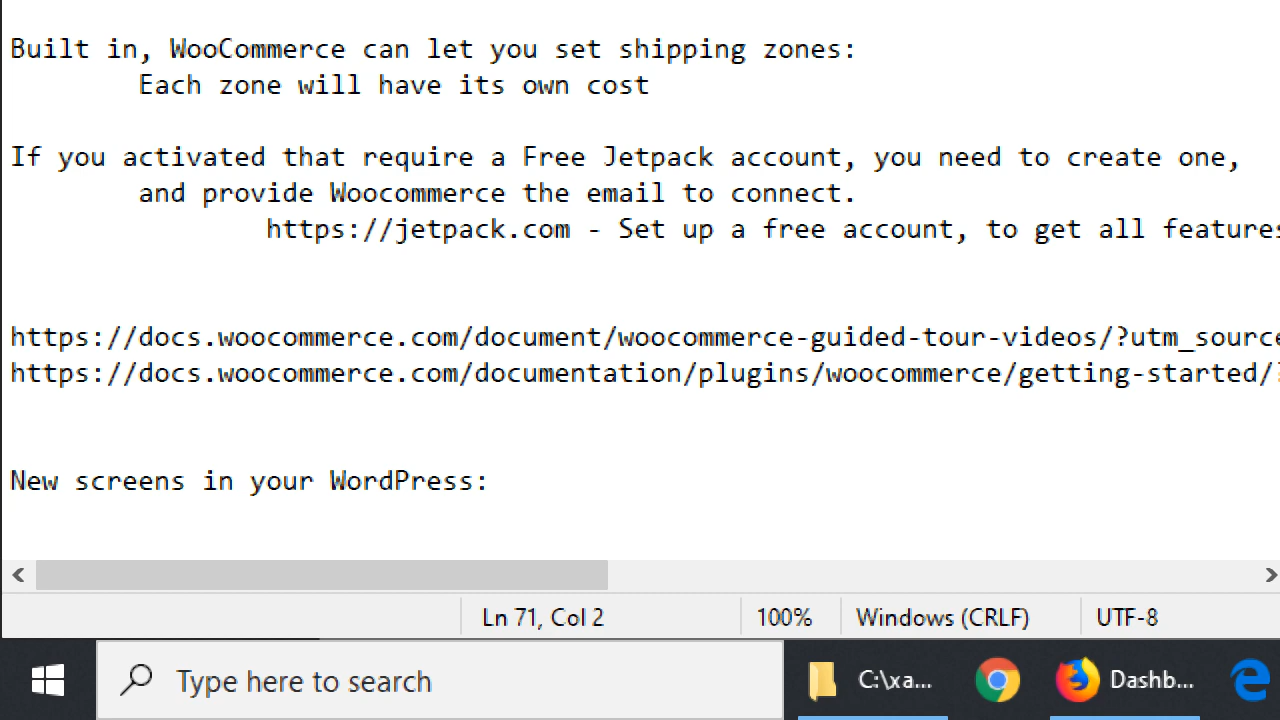 Built in, WooCommerce can let you set shipping zones:
Each zone will have its own cost
If you activated that require a Free Jetpack account, you need to create one,
and provide Woocommerce the email to connect.
https://jetpack.com - Set up a free account, to get all features
https://docs.woocommerce.com/document/woocommerce-guided-tour-videos/?utm_source
https://docs.woocommerce.com/documentation/plugins/woocommerce/getting-started/?
New screens in your WordPress:
Ln 71, Col 2 100% Windows (CRLF) UTF-8
Type here to search C:\xa... Dashb...